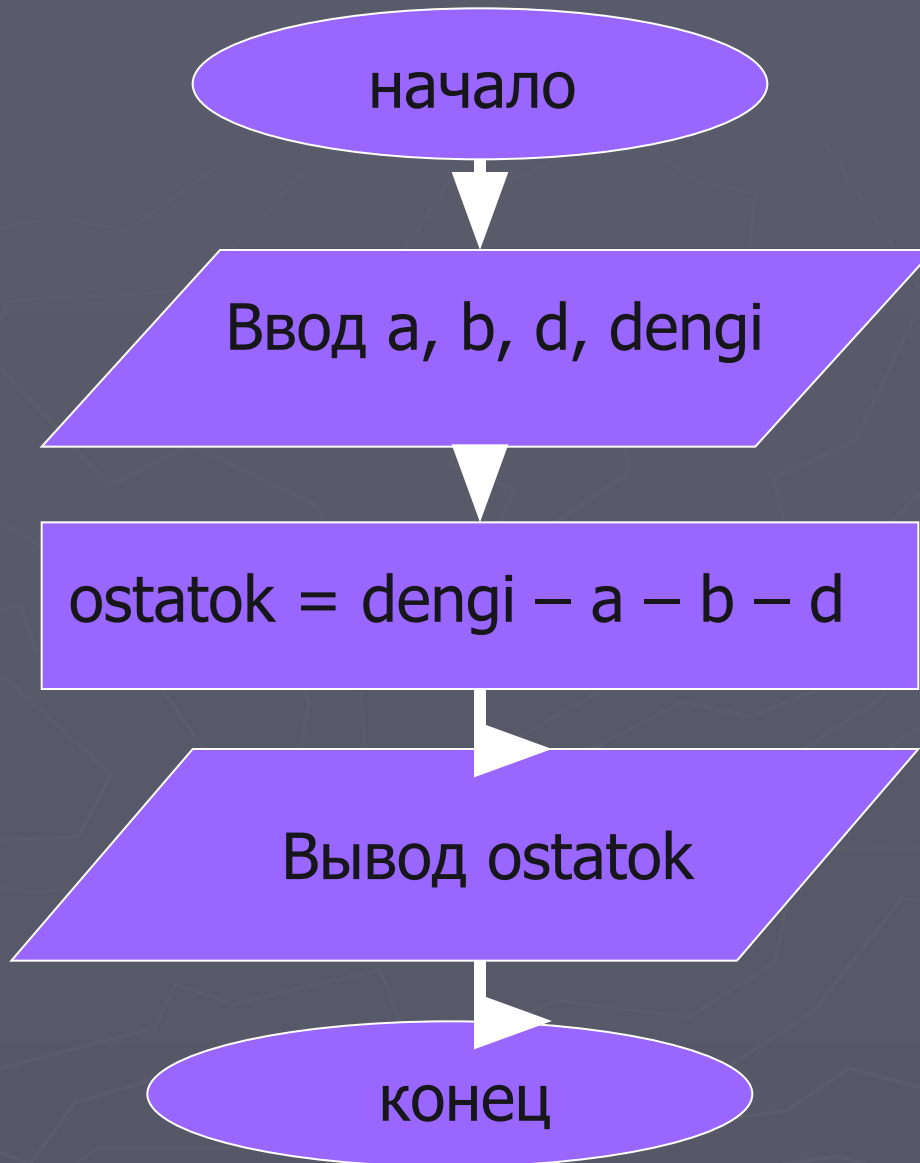 начало
Ввод a, b, d, dengi
ostatok = dengi – a – b – d
Вывод ostatok
конец